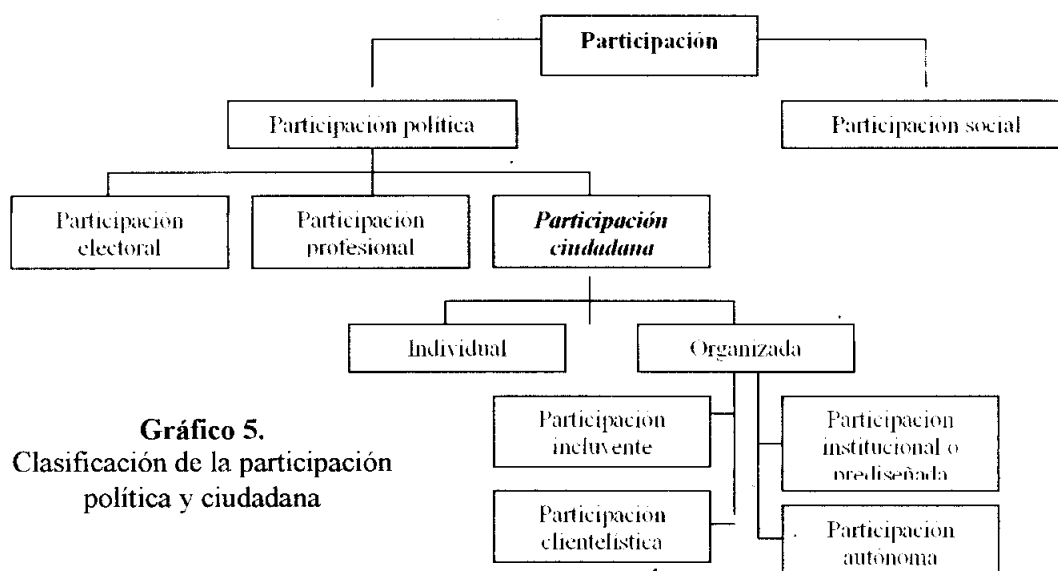 Participación
Participación política
Participación social
Participación
electoral
Participación
profesional
Participación
ciudadana
Individual
Organizada
Participación
incluyente
Participación
institucional o
prediseñada
Participación
clientelística
Participación
autónoma
Gráfico 5.
Clasificación de la participación
política y ciudadana